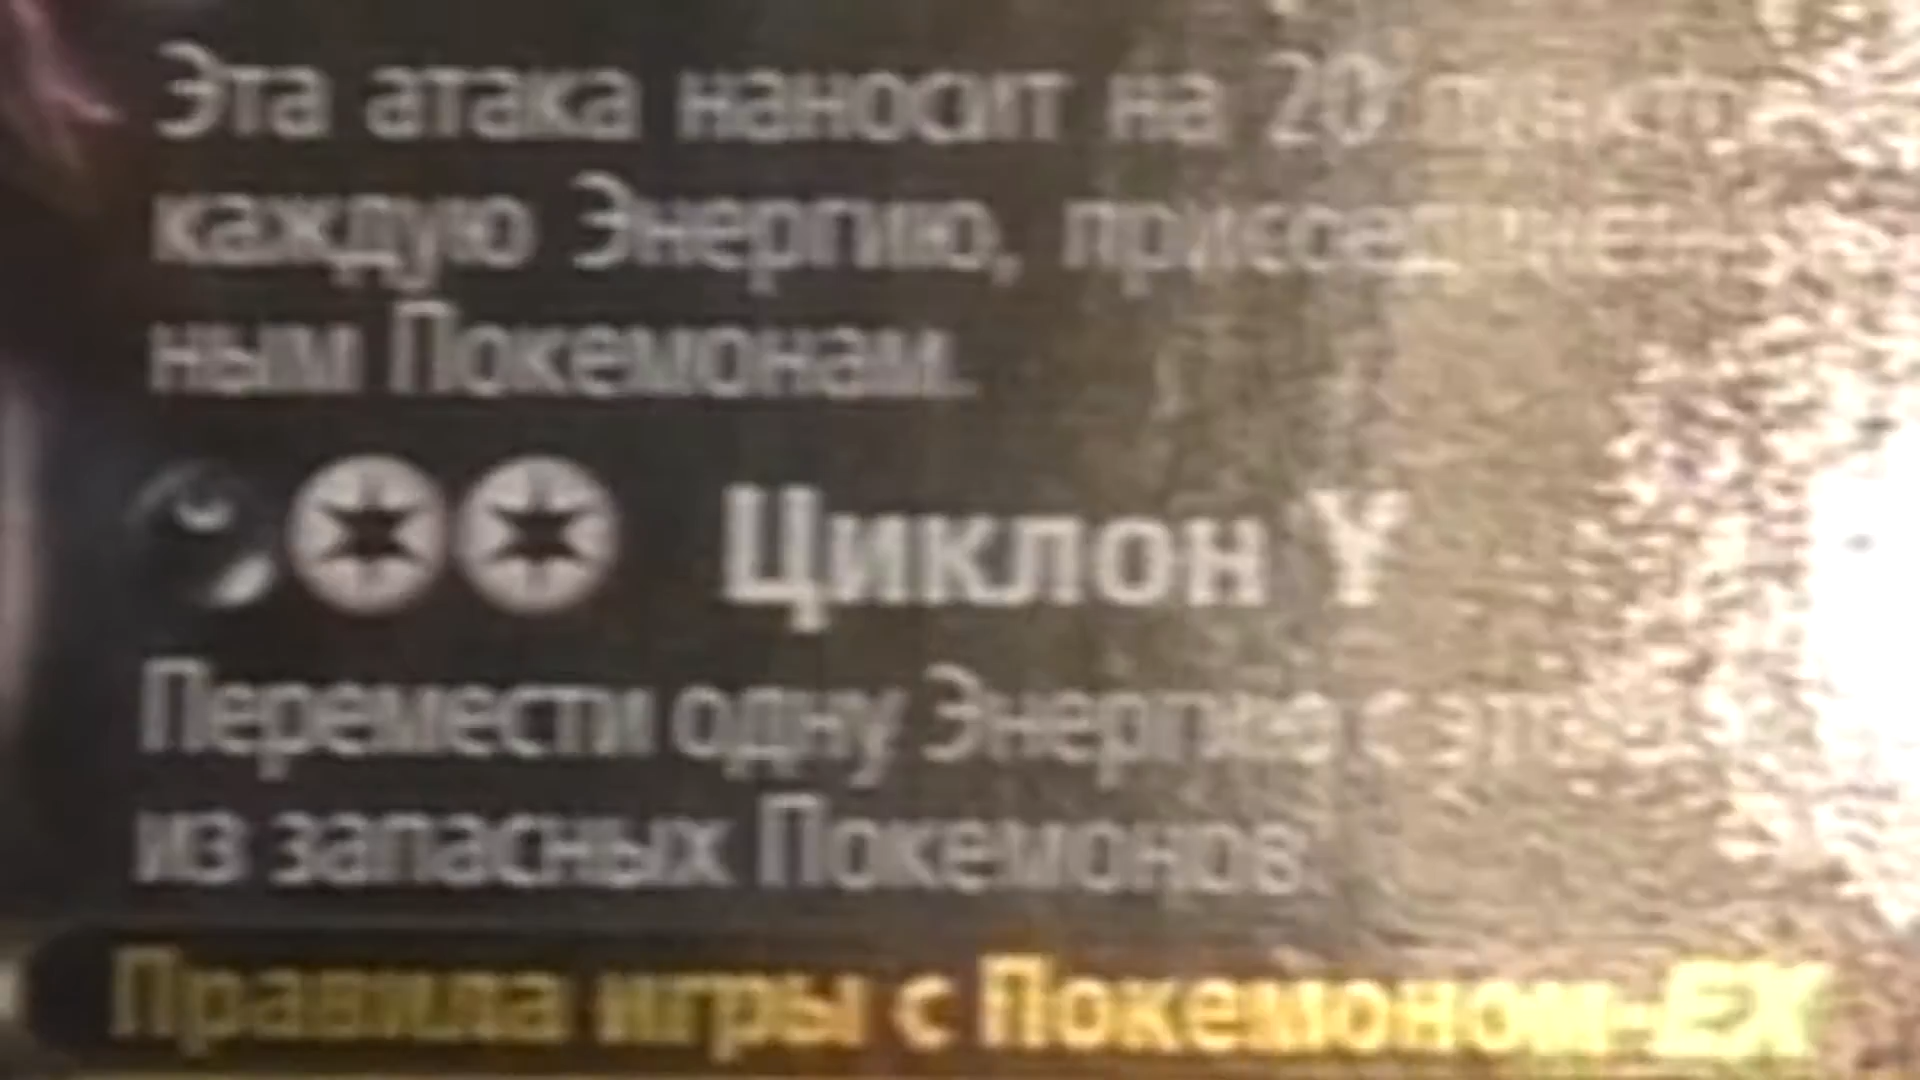 Эта атака наносит на 20
каждую Энергию,
ным Покемонам.
Циклон Y
Перемести одну Энергию с
из запасных Покемонов.
Правила игры с Покемоном-EX